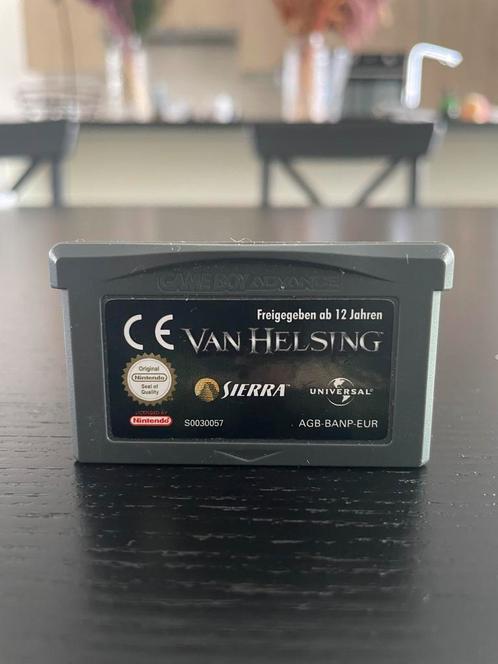 GAME BOY ADVANCE
Freigegeben ab 12 Jahren
CE VAN HELSING
Original
Nintendo
Seal of
Quality
SIERRA™
UNIVERSAL
LICENSED BY
Nintendo
S0030057
AGB-BANP-EUR